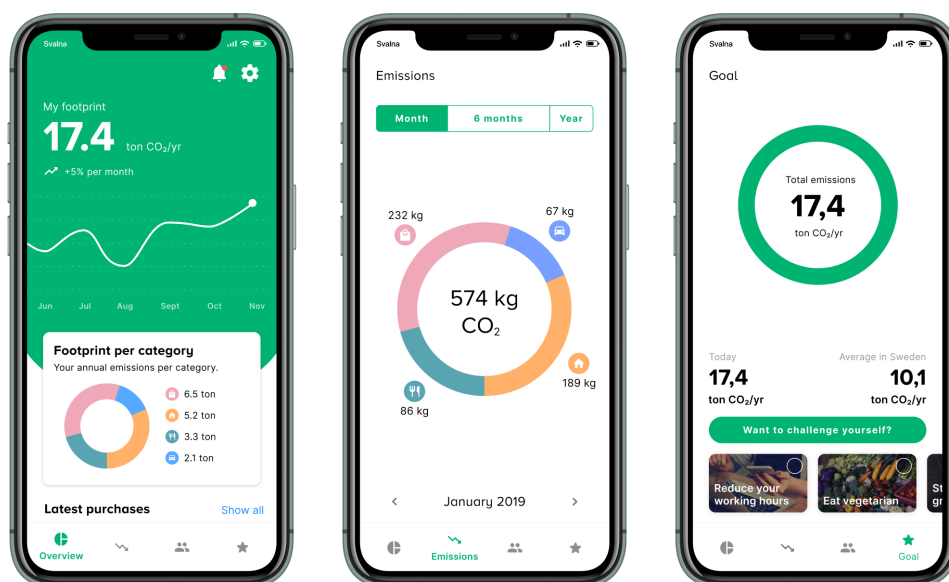 Svalna
My footprint
17.4 ton CO₂/yr
+5% per month
Jun Jul Aug Sept Oct Nov
Footprint per category
Your annual emissions per category.
6.5 ton
5.2 ton
3.3 ton
2.1 ton
Latest purchases Show all
Overview
Svalna
Emissions
Month 6 months Year
232 kg
67 kg
574 kg
CO₂
189 kg
86 kg
< January 2019 >
Emissions
Svalna
Goal
Total emissions
17,4
ton CO₂/yr
Today Average in Sweden
17,4 10,1
ton CO₂/yr ton CO₂/yr
Want to challenge yourself?
Reduce your
working hours
Eat vegetarian
St
gr
Goal